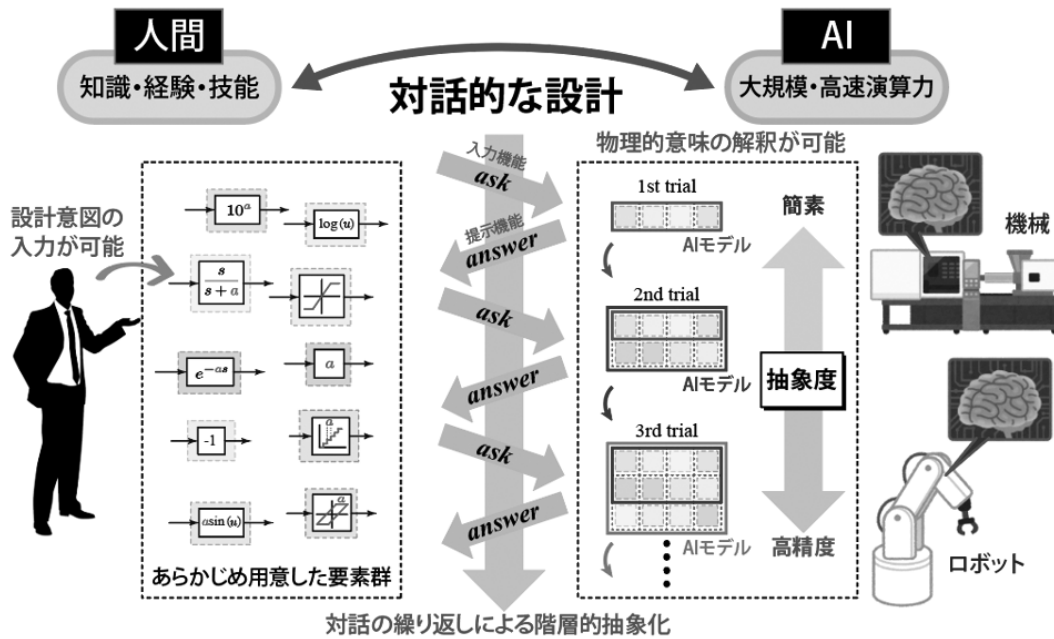 人間
知識・経験・技能
AI
大規模・高速演算力
対話的な設計
設計意図の
入力が可能
10^a
log(u)
s
s + a
e^{-as}
a
-1
a
asin(u)
a
あらかじめ用意した要素群
入力機能
ask
提示機能
answer
ask
answer
ask
answer
物理的意味の解釈が可能
1st trial
AIモデル
2nd trial
AIモデル
3rd trial
AIモデル
簡素
抽象度
高精度
機械
ロボット
対話の繰り返しによる階層的抽象化